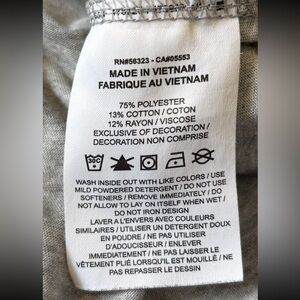 RN#56323 - CA#05553
MADE IN VIETNAM
FABRIQUE AU VIETNAM
75% POLYESTER
13% COTTON / COTON
12% RAYON / VISCOSE
EXCLUSIVE OF DECORATION /
DECORATION NON COMPRISE
WASH INSIDE OUT WITH LIKE COLORS / USE
MILD POWDERED DETERGENT / DO NOT USE
SOFTENERS / REMOVE IMMEDIATELY / DO
NOT ALLOW TO LAY ON ITSELF WHEN WET /
DO NOT IRON DESIGN
LAVER A L'ENVERS AVEC COULEURS
SIMILAIRES / UTILISER UN DETERGENT DOUX
EN POUDRE / NE PAS UTILISER
D'ADOUCISSEUR / ENLEVER
IMMEDIATEMENT / NE PAS LAISSER LE
VÊTEMENT PLIÉ LORSQU'IL EST MOUILLÉ / NE
PAS REPASSER LE DESSIN